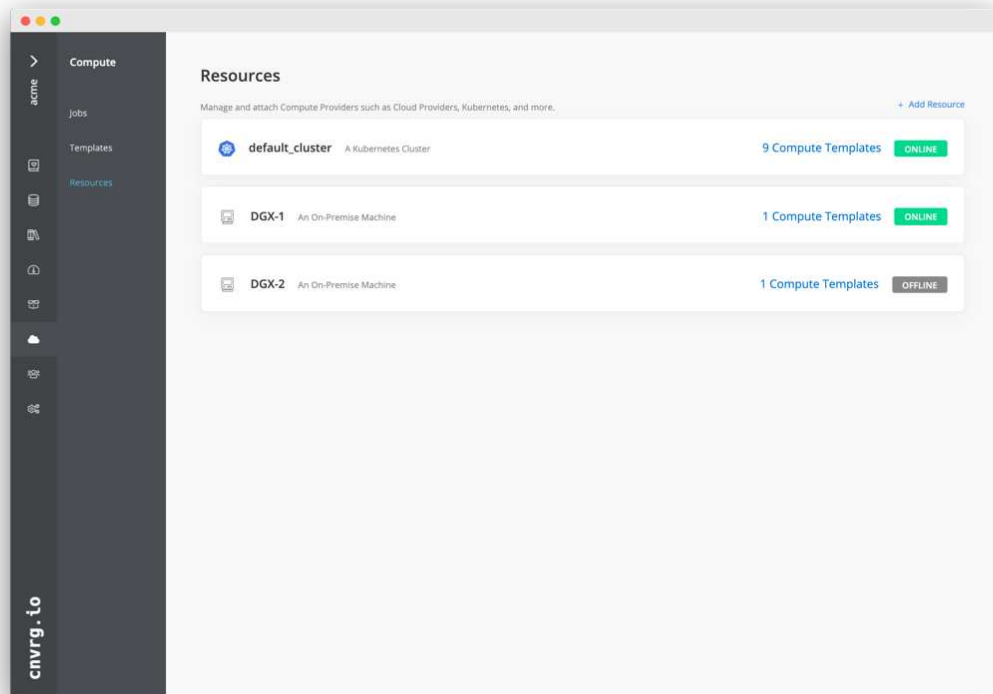 acme
cnvrg.io
Compute
Jobs
Templates
Resources
Resources
Manage and attach Compute Providers such as Cloud Providers, Kubernetes, and more.
+ Add Resource
default_cluster A Kubernetes Cluster 9 Compute Templates ONLINE
DGX-1 An On-Premise Machine 1 Compute Templates ONLINE
DGX-2 An On-Premise Machine 1 Compute Templates OFFLINE